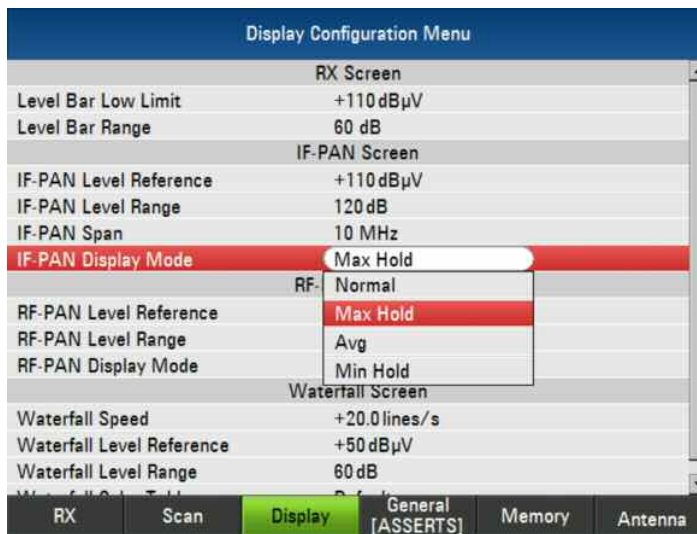 Display Configuration Menu
RX Screen
Level Bar Low Limit +110 dBµV
Level Bar Range 60 dB
IF-PAN Screen
IF-PAN Level Reference +110 dBµV
IF-PAN Level Range 120 dB
IF-PAN Span 10 MHz
IF-PAN Display Mode Max Hold
RF- Normal
RF-PAN Level Reference Max Hold
RF-PAN Level Range Avg
RF-PAN Display Mode Min Hold
Waterfall Screen
Waterfall Speed +20.0 lines/s
Waterfall Level Reference +50 dBµV
Waterfall Level Range 60 dB
RX Scan Display General [ASSERTS] Memory Antenna